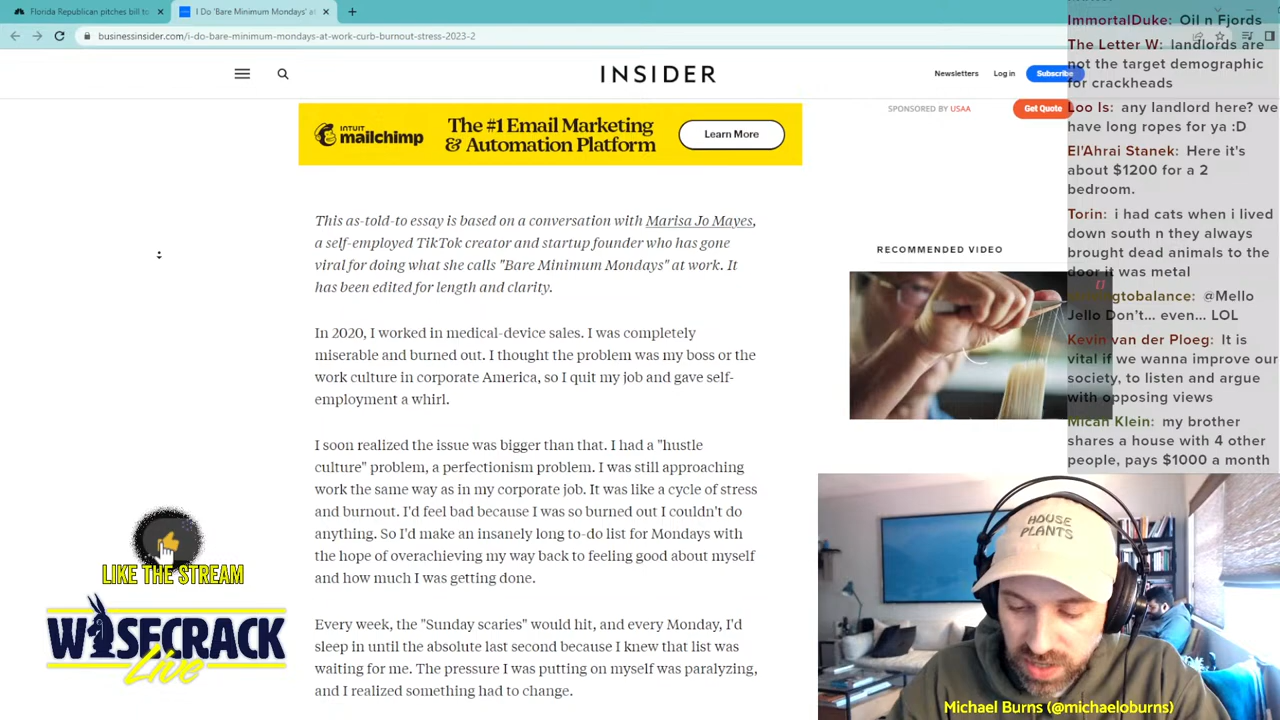 Florida Republican pitches bill to
I Do 'Bare Minimum Mondays' at
businessinsider.com/i-do-bare-minimum-mondays-at-work-curb-burnout-stress-2023-2
INSIDER
Newsletters
Log in
Subscribe
INTUIT
mailchimp
The #1 Email Marketing
& Automation Platform
Learn More
SPONSORED BY USAA
Get Quote
This as-told-to essay is based on a conversation with Marisa Jo Mayes,
a self-employed TikTok creator and startup founder who has gone
viral for doing what she calls "Bare Minimum Mondays" at work. It
has been edited for length and clarity.
In 2020, I worked in medical-device sales. I was completely
miserable and burned out. I thought the problem was my boss or the
work culture in corporate America, so I quit my job and gave self-
employment a whirl.
I soon realized the issue was bigger than that. I had a "hustle
culture" problem, a perfectionism problem. I was still approaching
work the same way as in my corporate job. It was like a cycle of stress
and burnout. I'd feel bad because I was so burned out I couldn't do
anything. So I'd make an insanely long to-do list for Mondays with
the hope of overachieving my way back to feeling good about myself
and how much I was getting done.
Every week, the "Sunday scaries" would hit, and every Monday, I'd
sleep in until the absolute last second because I knew that list was
waiting for me. The pressure I was putting on myself was paralyzing,
and I realized something had to change.
RECOMMENDED VIDEO
ImmortalDuke: Oil n Fjords
The Letter W: landlords are
not the target demographic
for crackheads
Loo Is: any landlord here? we
have long ropes for ya :D
El'Ahrai Stanek: Here it's
about $1200 for a 2
bedroom.
Torin: i had cats when i lived
down south n they always
brought dead animals to the
door it was metal
@Mello
Jello Don't... even... LOL
Kevin van der Ploeg: It is
vital if we wanna improve our
society, to listen and argue
with opposing views
Micah Klein: my brother
shares a house with 4 other
people, pays $1000 a month
LIKE THE STREAM
WISECRACK
Live
HOUSE
PLANTS
Michael Burns (@michaeloburns)